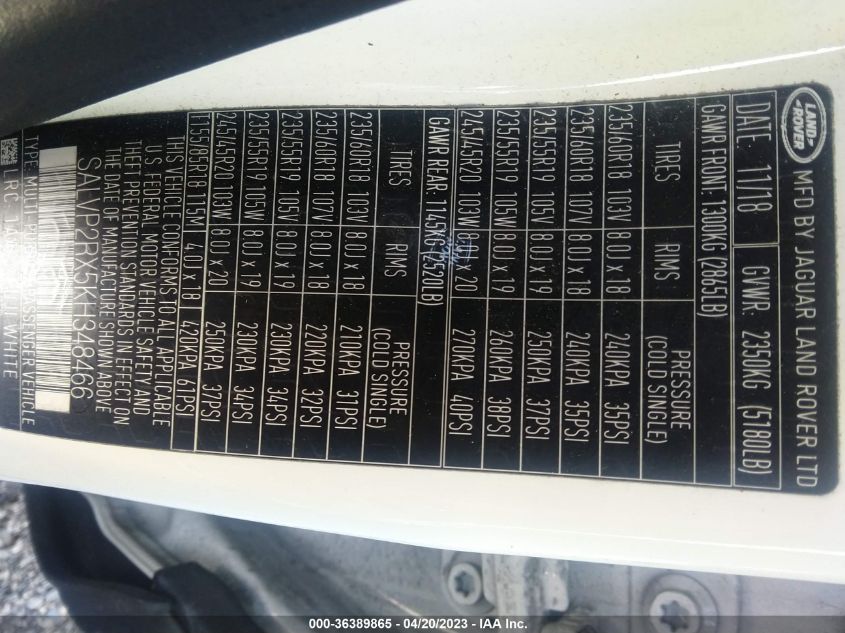 LAND ROVER
MFD BY JAGUAR LAND ROVER LTD
DATE: 11/18 GVWR: 2350KG (5180LB)
GAWR FRONT: 1300KG (2865LB)
TIRES RIMS PRESSURE (COLD SINGLE)
235/60R18 103V 8.0J x 18 240KPA 35PSI
235/60R18 107V 8.0J x 18 240KPA 35PSI
235/55R19 105V 8.0J x 19 250KPA 37PSI
235/55R19 105W 8.0J x 19 260KPA 38PSI
245/45R20 103W 8.0J x 20 270KPA 40PSI
GAWR REAR: 1145KG (2520LB)
TIRES RIMS PRESSURE (COLD SINGLE)
235/60R18 103W 8.0J x 18 210KPA 31PSI
235/60R18 107V 8.0J x 18 220KPA 32PSI
235/55R19 105V 8.0J x 19 230KPA 34PSI
235/55R19 105W 8.0J x 19 230KPA 34PSI
245/45R20 103W 8.0J x 20 250KPA 37PSI
T155/85R18 115M 4.0J x 18 420KPA 61PSI
THIS VEHICLE CONFORMS TO ALL APPLICABLE
U.S. FEDERAL MOTOR VEHICLE SAFETY AND
THEFT PREVENTION STANDARDS IN EFFECT ON
THE DATE OF MANUFACTURE SHOWN ABOVE
SALVP2RX5KH348466
TYPE: PASSENGER VEHICLE
LRC WHITE
000-36389865 - 04/20/2023 - IAA Inc.